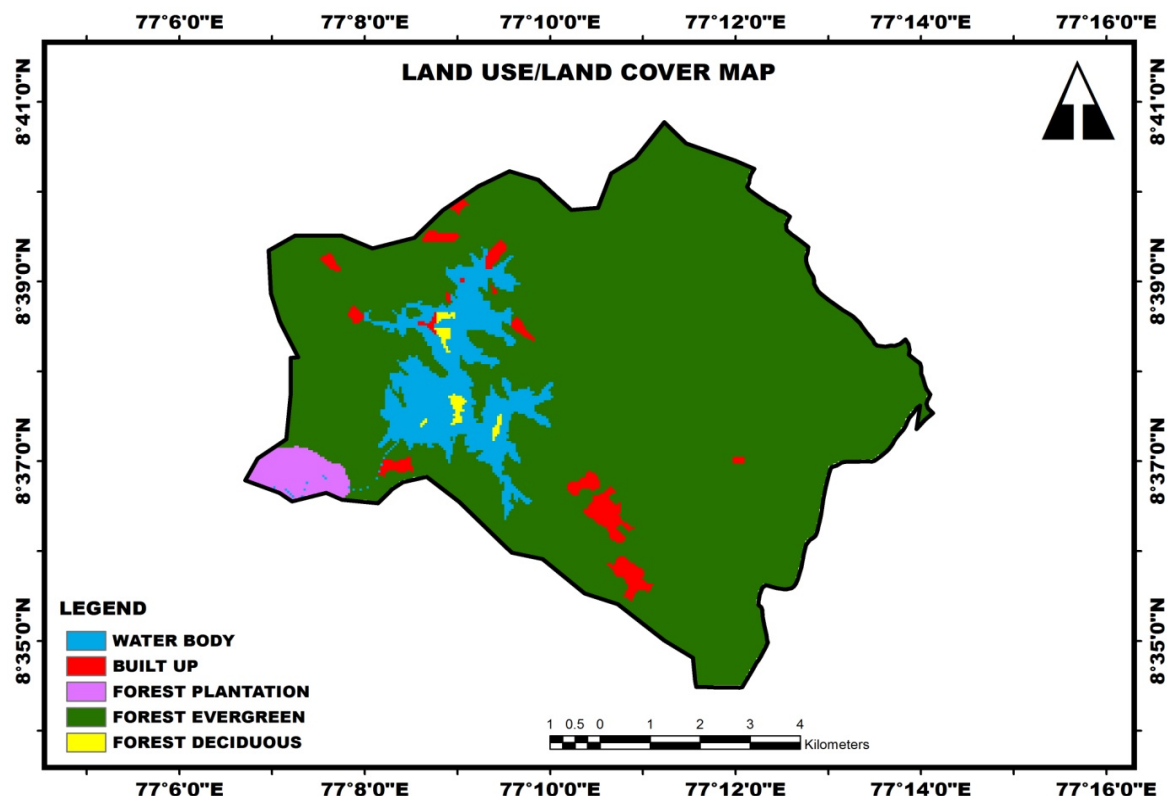 77°6'0"E 77°8'0"E 77°10'0"E 77°12'0"E 77°14'0"E 77°16'0"E
LAND USE/LAND COVER MAP
8°41'0"N 8°41'0"N
8°39'0"N 8°39'0"N
8°37'0"N 8°37'0"N
8°35'0"N 8°35'0"N
LEGEND
WATER BODY
BUILT UP
FOREST PLANTATION
FOREST EVERGREEN
FOREST DECIDUOUS
1 0.5 0 1 2 3 4
Kilometers
77°6'0"E 77°8'0"E 77°10'0"E 77°12'0"E 77°14'0"E 77°16'0"E